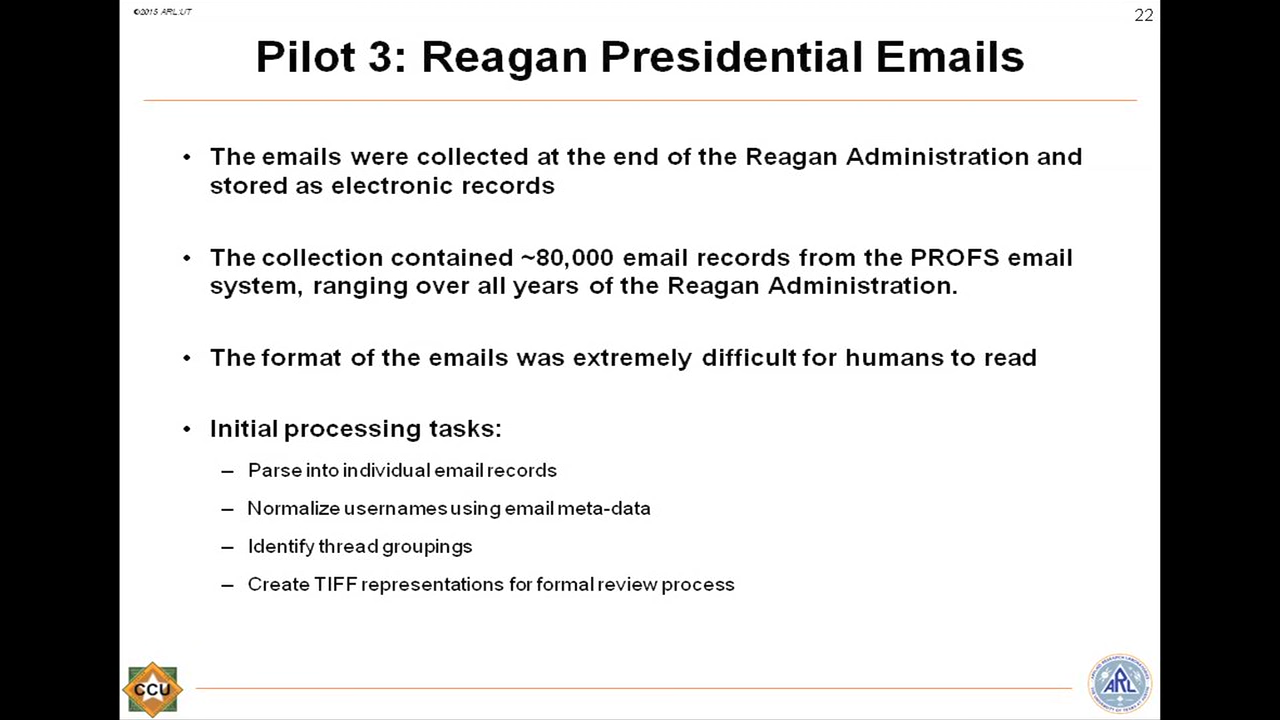 ©2015 ARL:UT
22
Pilot 3: Reagan Presidential Emails
• The emails were collected at the end of the Reagan Administration and
stored as electronic records
• The collection contained ~80,000 email records from the PROFS email
system, ranging over all years of the Reagan Administration.
• The format of the emails was extremely difficult for humans to read
• Initial processing tasks:
– Parse into individual email records
– Normalize usernames using email meta-data
– Identify thread groupings
– Create TIFF representations for formal review process
CCU
ARL